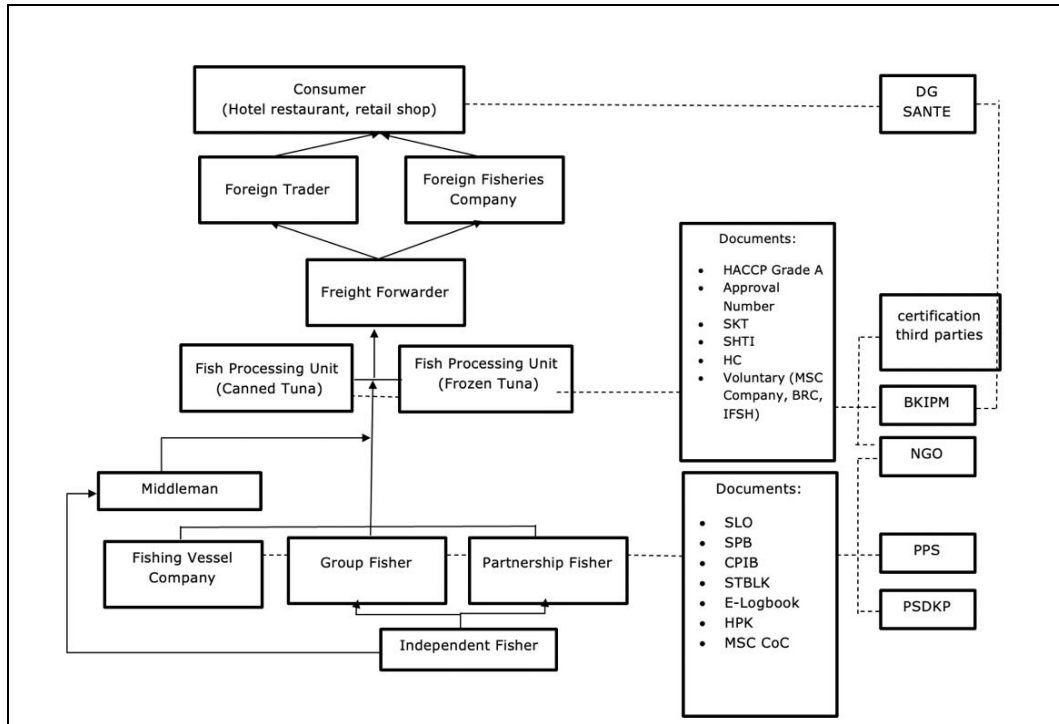 Consumer
(Hotel restaurant, retail shop)
DG
SANTE
Foreign Trader
Foreign Fisheries
Company
Freight Forwarder
Fish Processing Unit
(Canned Tuna)
Fish Processing Unit
(Frozen Tuna)
Documents:
• HACCP Grade A
• Approval
Number
• SKT
• SHTI
• HC
• Voluntary (MSC
Company, BRC,
IFSH)
certification
third parties
BKIPM
NGO
Middleman
Fishing Vessel
Company
Group Fisher
Partnership Fisher
Independent Fisher
Documents:
• SLO
• SPB
• CPIB
• STBLK
• E-Logbook
• HPK
• MSC CoC
PPS
PSDKP